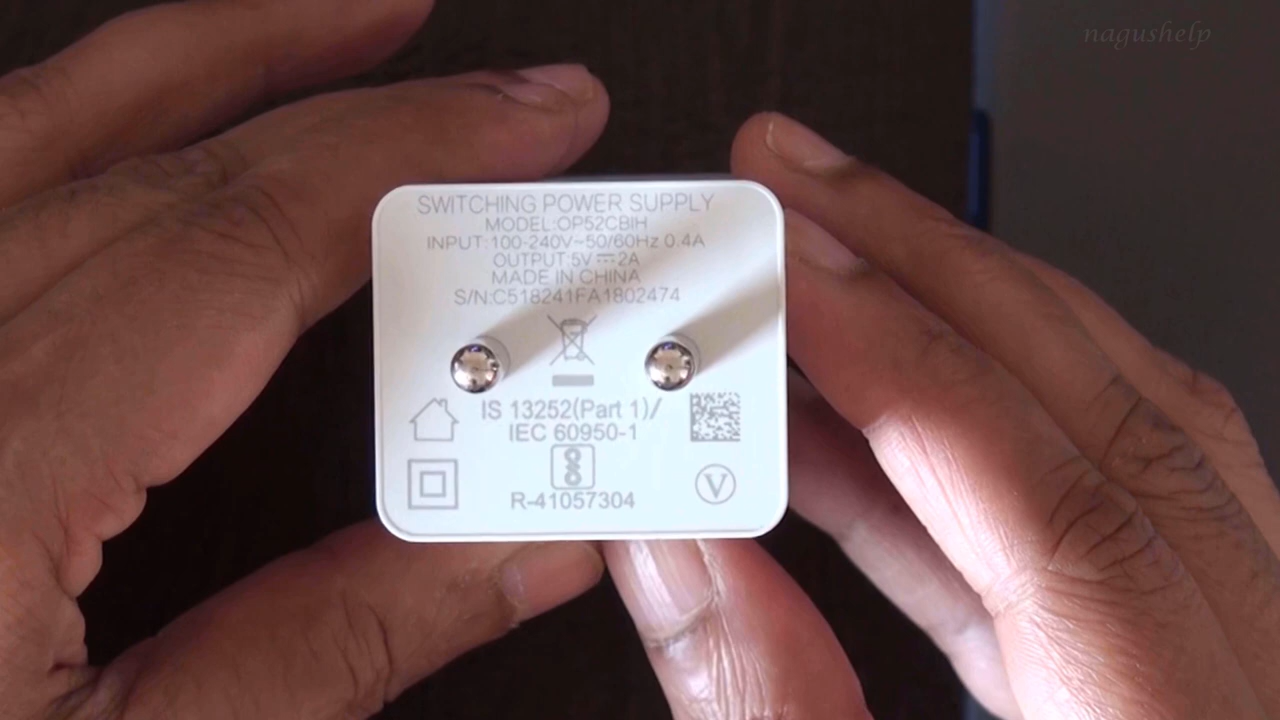 nagushelp
SWITCHING POWER SUPPLY
MODEL:OP52CBIH
INPUT:100-240V~50/60Hz 0.4A
OUTPUT:5V⎓2A
MADE IN CHINA
S/N:C518241FA1802474
IS 13252(Part 1)/
IEC 60950-1
R-41057304
V